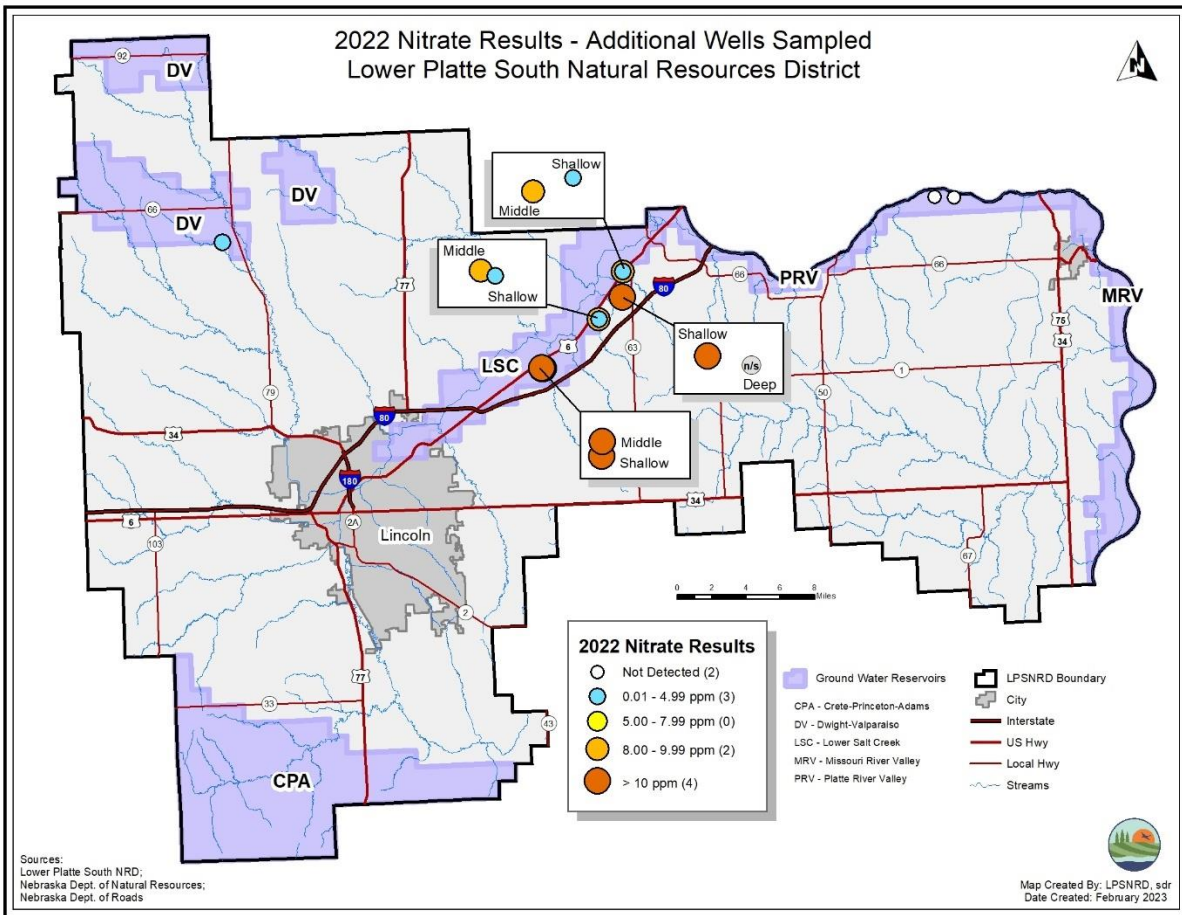 2022 Nitrate Results - Additional Wells Sampled
Lower Platte South Natural Resources District
N
92
DV
DV
DV
66
DV
77
79
Shallow
Middle
Middle
Shallow
66
80
PRV
66
MRV
75
34
6
63
Shallow
n/s
Deep
LSC
1
50
Middle
Shallow
34
80
180
34
6
2A
Lincoln
103
67
2
0 2 4 6 8
Miles
77
33
43
CPA
2022 Nitrate Results
Not Detected (2)
0.01 - 4.99 ppm (3)
5.00 - 7.99 ppm (0)
8.00 - 9.99 ppm (2)
> 10 ppm (4)
Ground Water Reservoirs
CPA - Crete-Princeton-Adams
DV - Dwight-Valparaiso
LSC - Lower Salt Creek
MRV - Missouri River Valley
PRV - Platte River Valley
LPSNRD Boundary
City
Interstate
US Hwy
Local Hwy
Streams
Sources:
Lower Platte South NRD;
Nebraska Dept. of Natural Resources;
Nebraska Dept. of Roads
Map Created By: LPSNRD, sdr
Date Created: February 2023